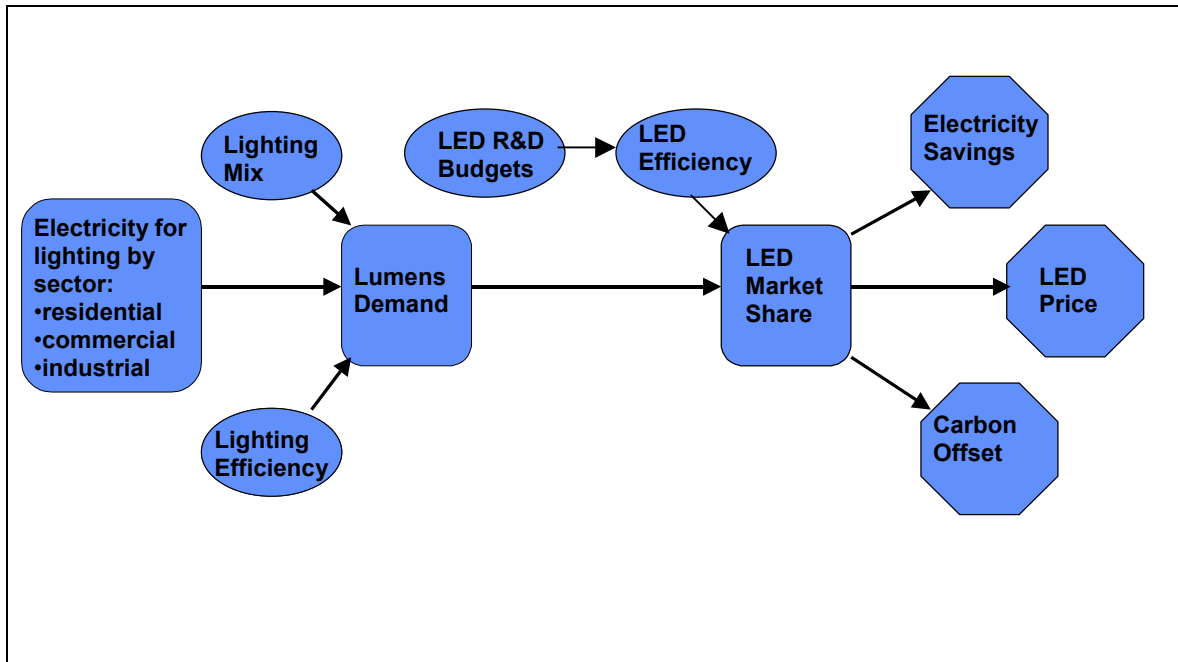 Lighting
Mix
LED R&D
Budgets
LED
Efficiency
Electricity
Savings
Electricity for
lighting by
sector:
•residential
•commercial
•industrial
Lumens
Demand
LED
Market
Share
LED
Price
Lighting
Efficiency
Carbon
Offset